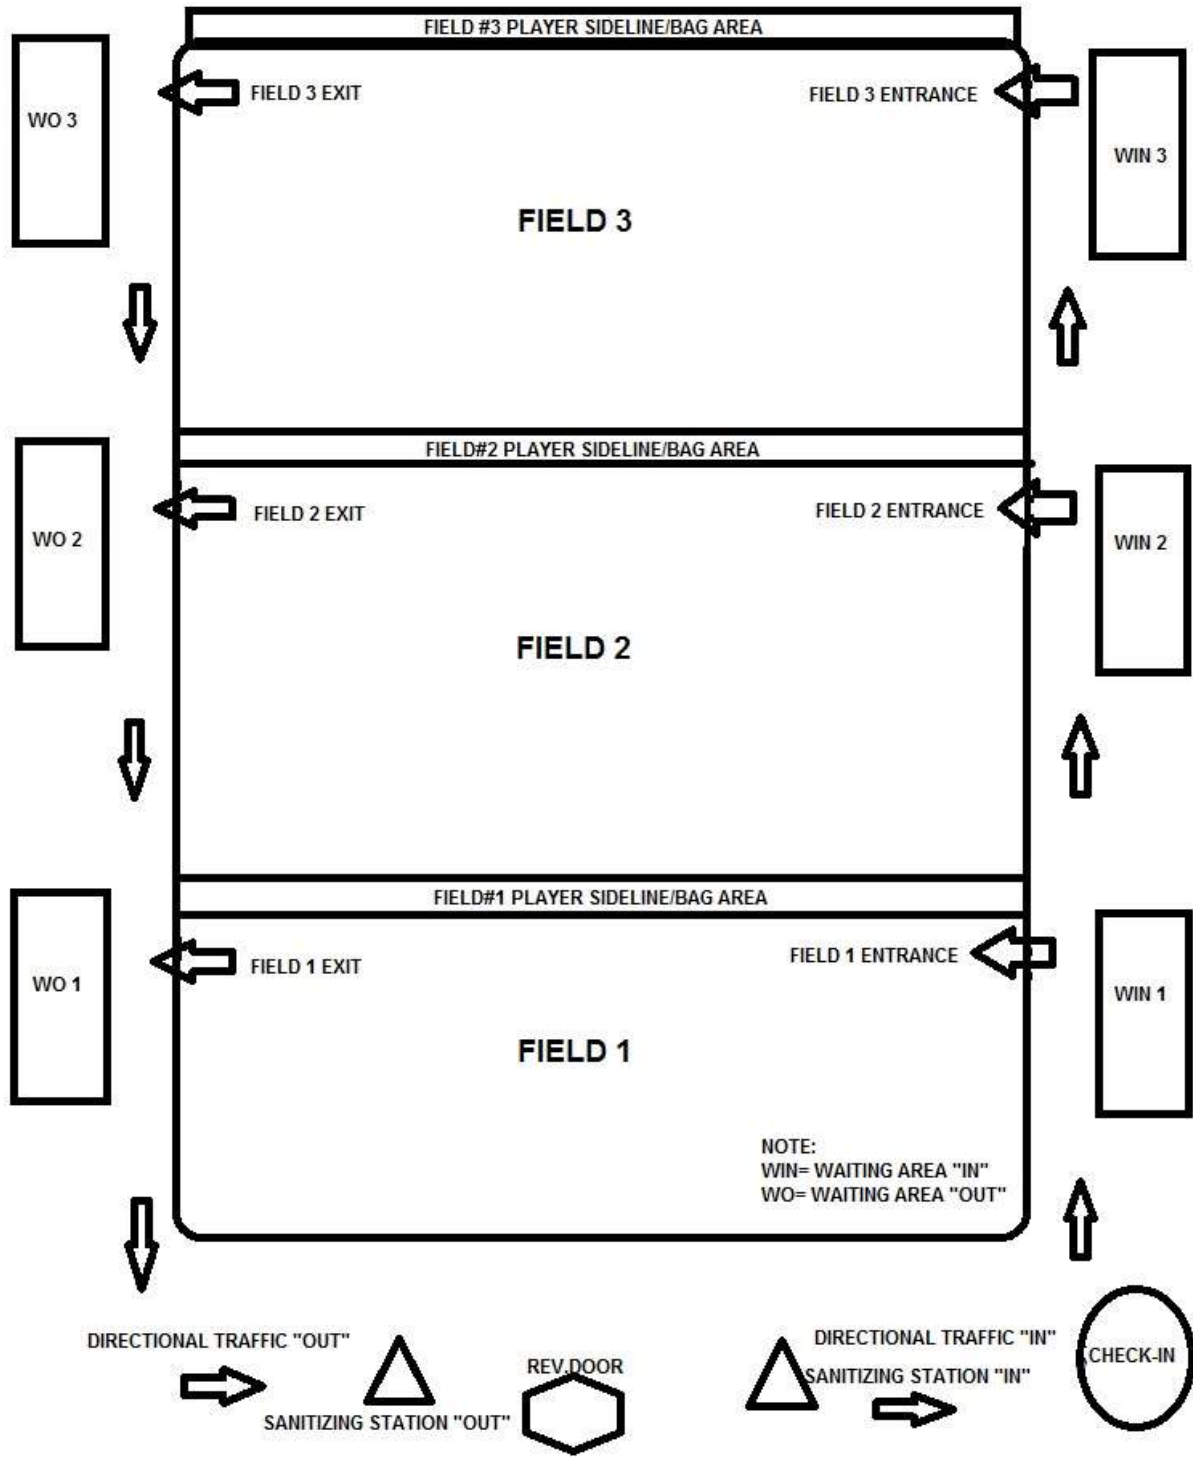 FIELD #3 PLAYER SIDELINE/BAG AREA
FIELD 3 EXIT
FIELD 3 ENTRANCE
WO 3
WIN 3
FIELD 3
FIELD#2 PLAYER SIDELINE/BAG AREA
FIELD 2 EXIT
FIELD 2 ENTRANCE
WO 2
WIN 2
FIELD 2
FIELD#1 PLAYER SIDELINE/BAG AREA
FIELD 1 EXIT
FIELD 1 ENTRANCE
WO 1
WIN 1
FIELD 1
NOTE:
WIN= WAITING AREA "IN"
WO= WAITING AREA "OUT"
DIRECTIONAL TRAFFIC "OUT"
SANITIZING STATION "OUT"
REV.DOOR
DIRECTIONAL TRAFFIC "IN"
SANITIZING STATION "IN"
CHECK-IN